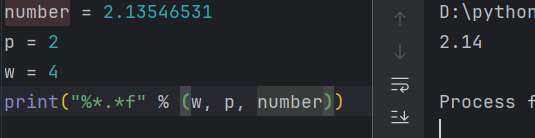 number = 2.13546531
p = 2
w = 4
print("%*.*f" % (w, p, number))
D:\python
2.14
Process f